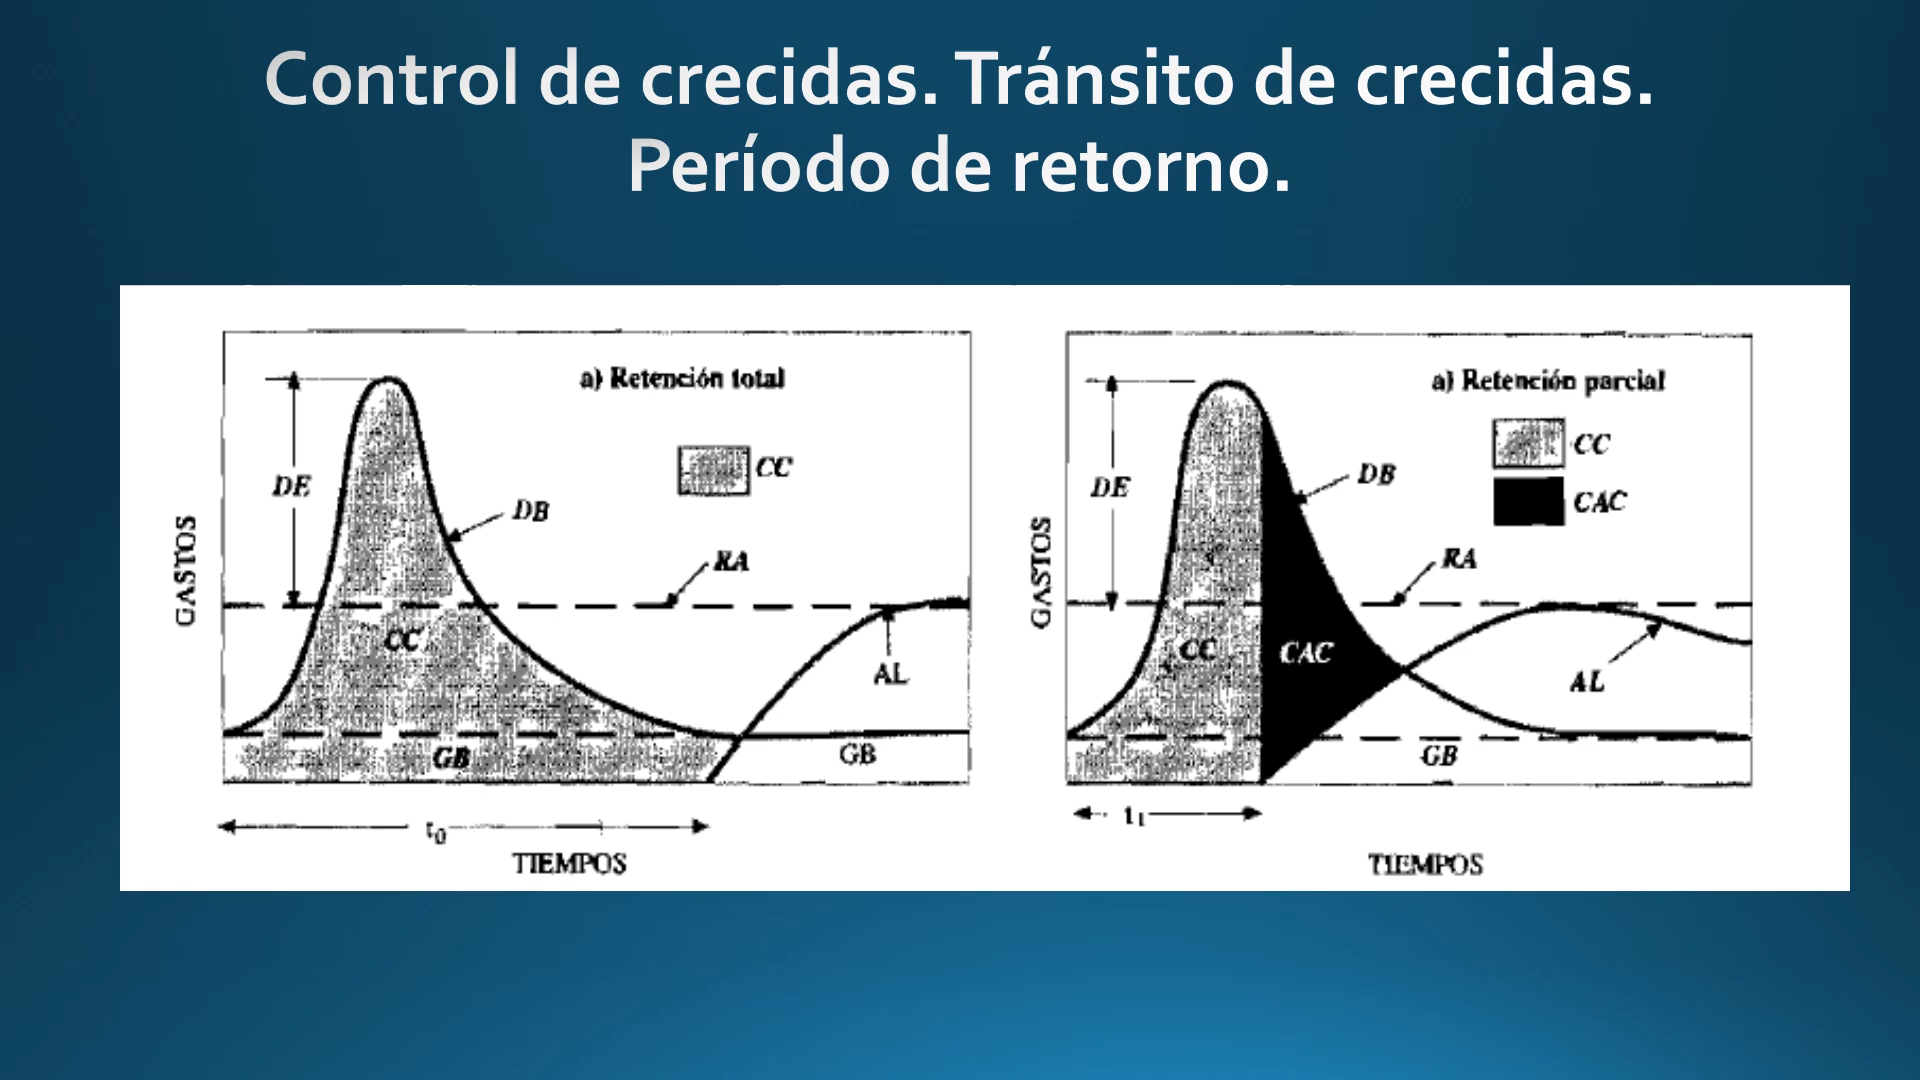 Control de crecidas. Tránsito de crecidas.
Período de retorno.
a) Retención total
CC
DE
DB
RA
GASTOS
CC
AL
GB
GB
t0
TIEMPOS
a) Retención parcial
CC
CAC
DE
DB
RA
GASTOS
CC
CAC
AL
GB
t1
TIEMPOS